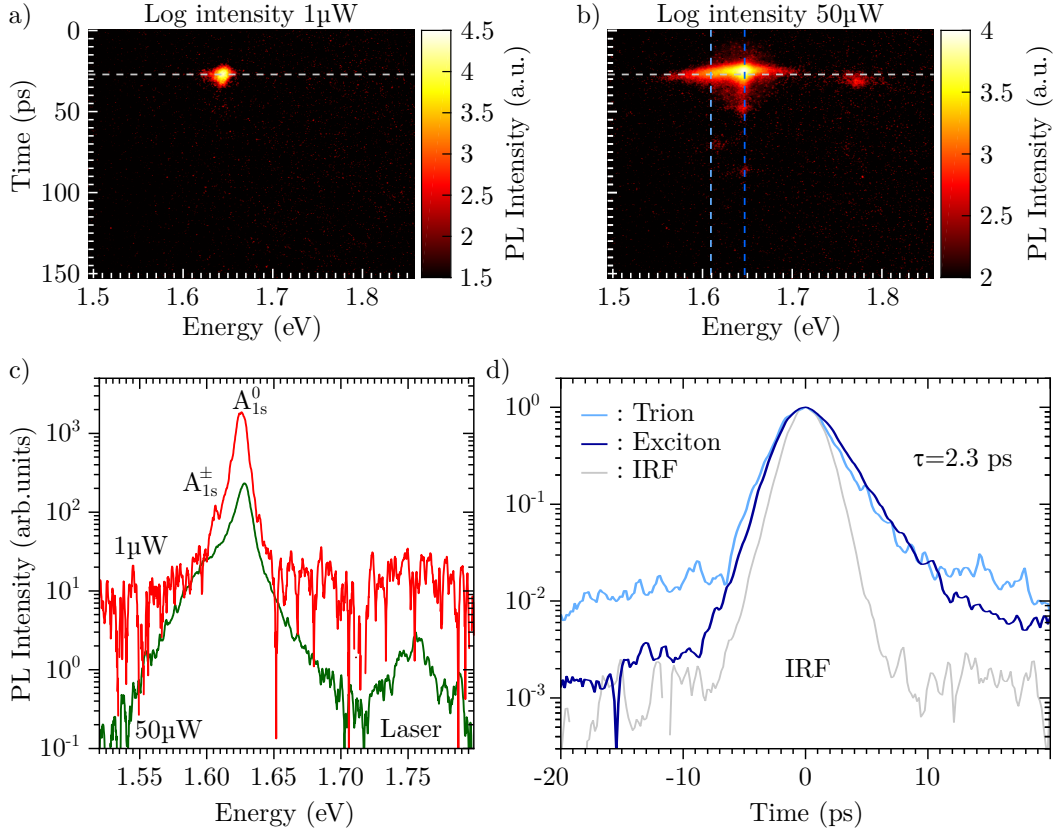 a)
Log intensity 1µW
0
50
100
150
Time (ps)
1.5
1.6
1.7
1.8
Energy (eV)
4.5
4
3.5
3
2.5
2
1.5
PL Intensity (a.u.)
b)
Log intensity 50µW
1.5
1.6
1.7
1.8
Energy (eV)
4
3.5
3
2.5
2
PL Intensity (a.u.)
c)
A⁰1s
A±1s
1µW
50µW
Laser
10³
10²
10¹
10⁰
10⁻¹
PL Intensity (arb.units)
1.55
1.60
1.65
1.70
1.75
Energy (eV)
d)
: Trion
: Exciton
: IRF
τ=2.3 ps
IRF
10⁰
10⁻¹
10⁻²
10⁻³
-20
-10
0
10
Time (ps)